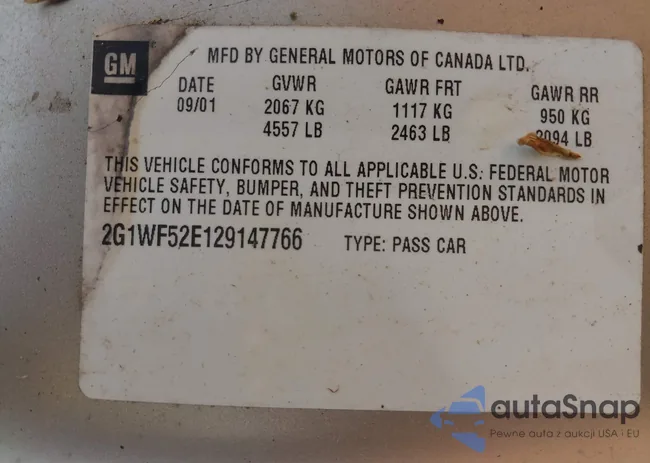 GM
MFD BY GENERAL MOTORS OF CANADA LTD.
DATE GVWR GAWR FRT GAWR RR
09/01 2067 KG 1117 KG 950 KG
4557 LB 2463 LB 2094 LB
THIS VEHICLE CONFORMS TO ALL APPLICABLE U.S. FEDERAL MOTOR
VEHICLE SAFETY, BUMPER, AND THEFT PREVENTION STANDARDS IN
EFFECT ON THE DATE OF MANUFACTURE SHOWN ABOVE.
2G1WF52E129147766 TYPE: PASS CAR
autaSnap
Pewne auta z aukcji USA i EU